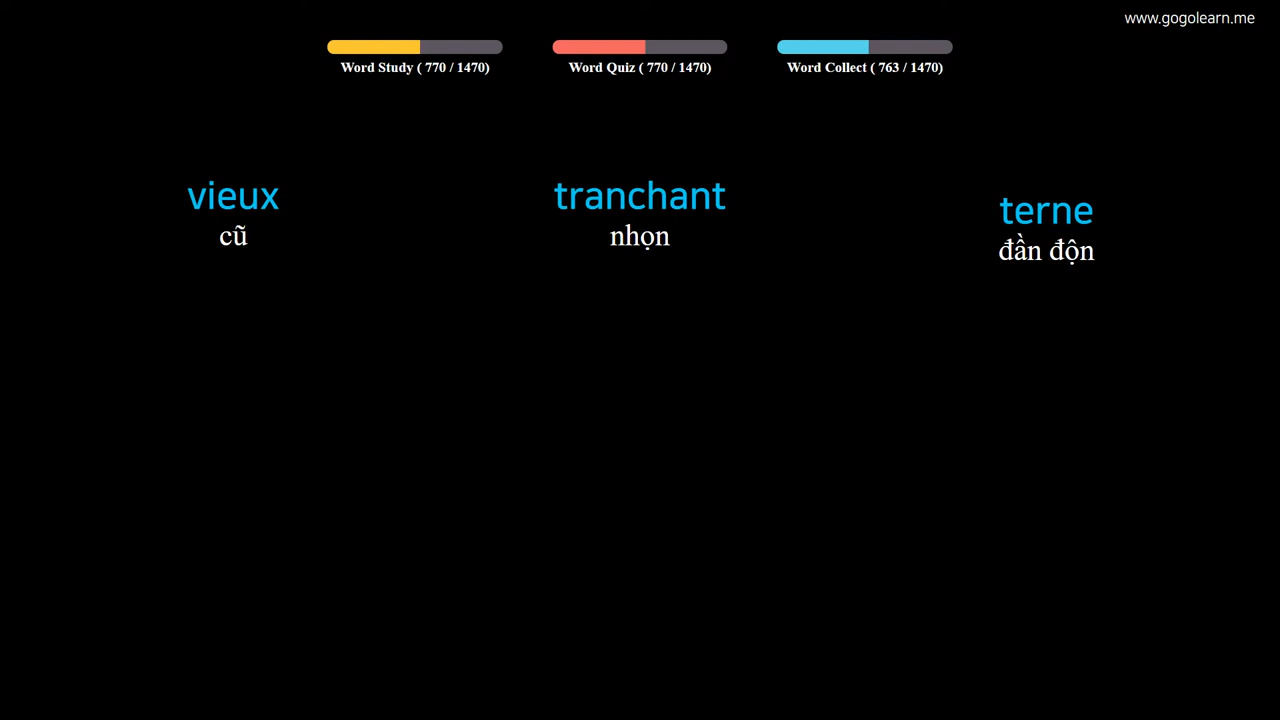 www.gogolearn.me
Word Study ( 770 / 1470)
Word Quiz ( 770 / 1470)
Word Collect ( 763 / 1470)
vieux
cũ
tranchant
nhọn
terne
đần độn